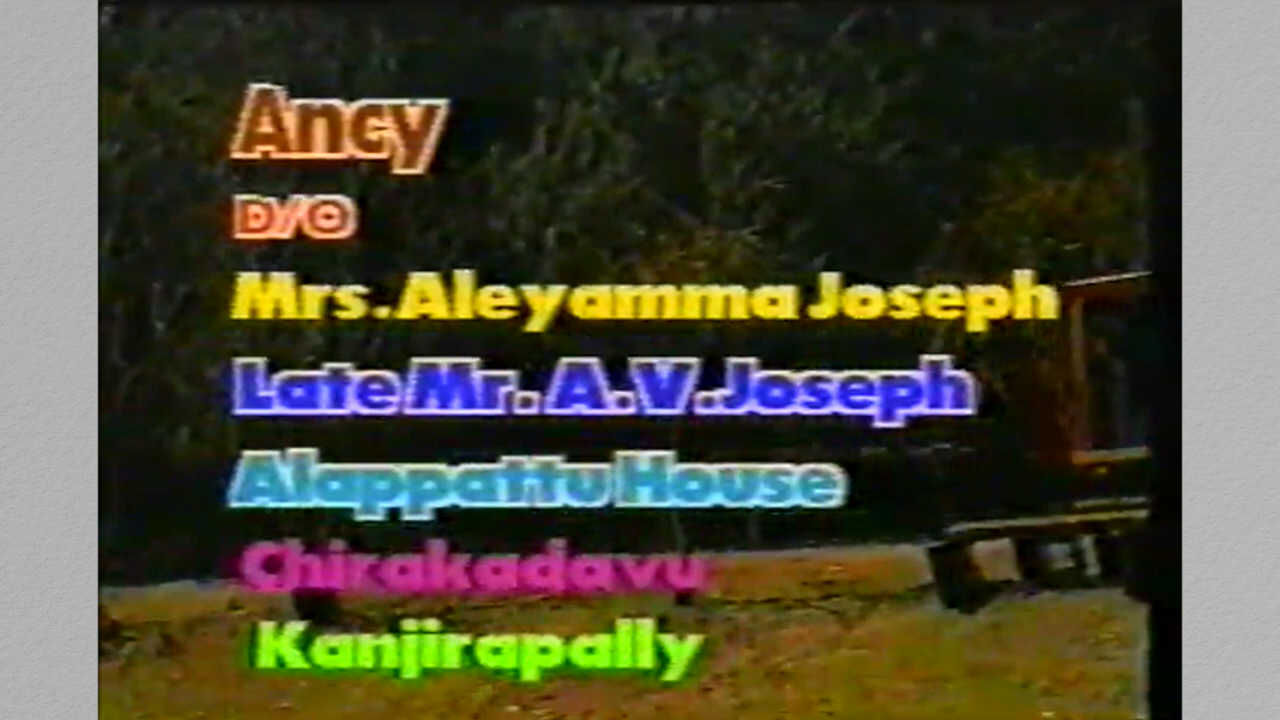 Ancy
D/O
Mrs. Aleyamma Joseph
Late Mr. A.V. Joseph
Alappattu House
Chirakadavu
Kanjirapally